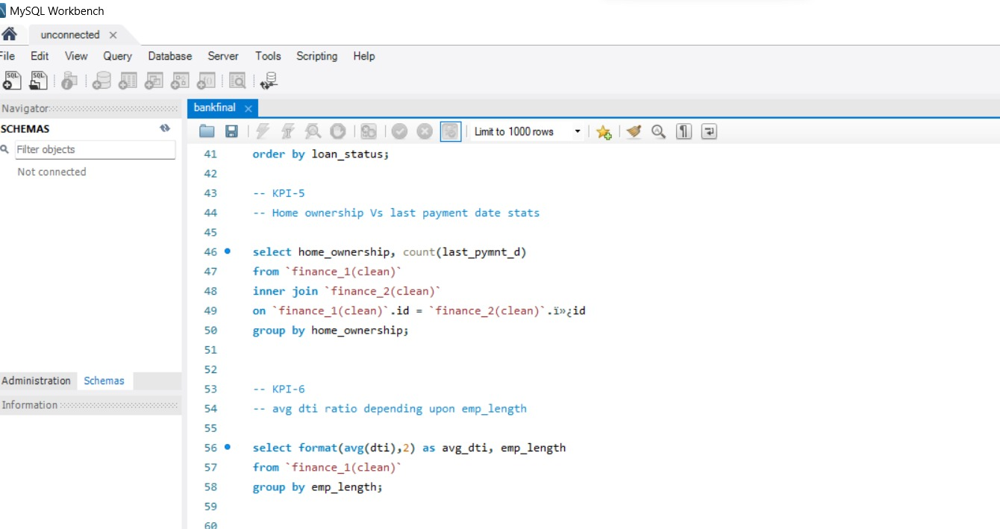 MySQL Workbench
unconnected
File Edit View Query Database Server Tools Scripting Help
SQL SQL
Navigator
bankfinal
SCHEMAS
Limit to 1000 rows
Filter objects
Not connected
41 order by loan_status;
42
43 -- KPI-5
44 -- Home ownership Vs last payment date stats
45
46 select home_ownership, count(last_pymnt_d)
47 from `finance_1(clean)`
48 inner join `finance_2(clean)`
49 on `finance_1(clean)`.id = `finance_2(clean)`.ï»¿id
50 group by home_ownership;
51
52
Administration Schemas
53 -- KPI-6
Information
54 -- avg dti ratio depending upon emp_length
55
56 select format(avg(dti),2) as avg_dti, emp_length
57 from `finance_1(clean)`
58 group by emp_length;
59
60